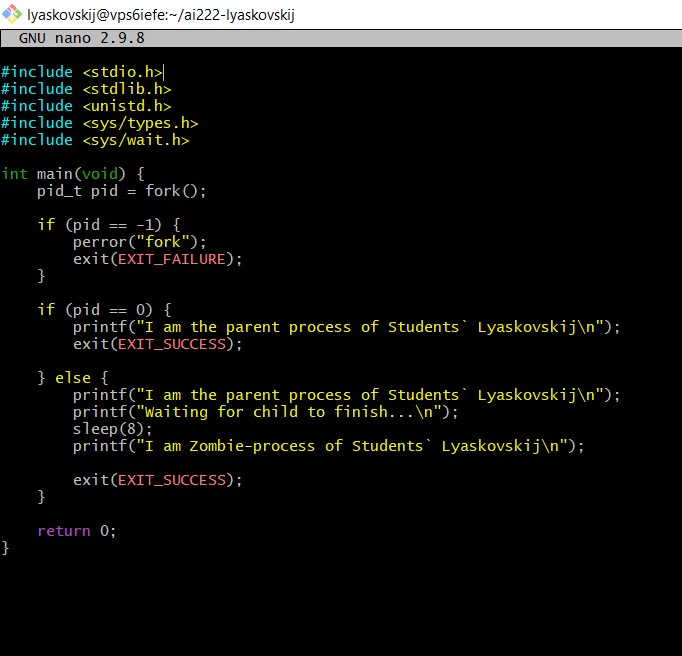 lyaskovskij@vps6iefe:~/ai222-lyaskovskij
GNU nano 2.9.8
#include <stdio.h>
#include <stdlib.h>
#include <unistd.h>
#include <sys/types.h>
#include <sys/wait.h>
int main(void) {
    pid_t pid = fork();
    if (pid == -1) {
        perror("fork");
        exit(EXIT_FAILURE);
    }
    if (pid == 0) {
        printf("I am the parent process of Students` Lyaskovskij\n");
        exit(EXIT_SUCCESS);
    } else {
        printf("I am the parent process of Students` Lyaskovskij\n");
        printf("Waiting for child to finish...\n");
        sleep(8);
        printf("I am Zombie-process of Students` Lyaskovskij\n");
        exit(EXIT_SUCCESS);
    }
    return 0;
}